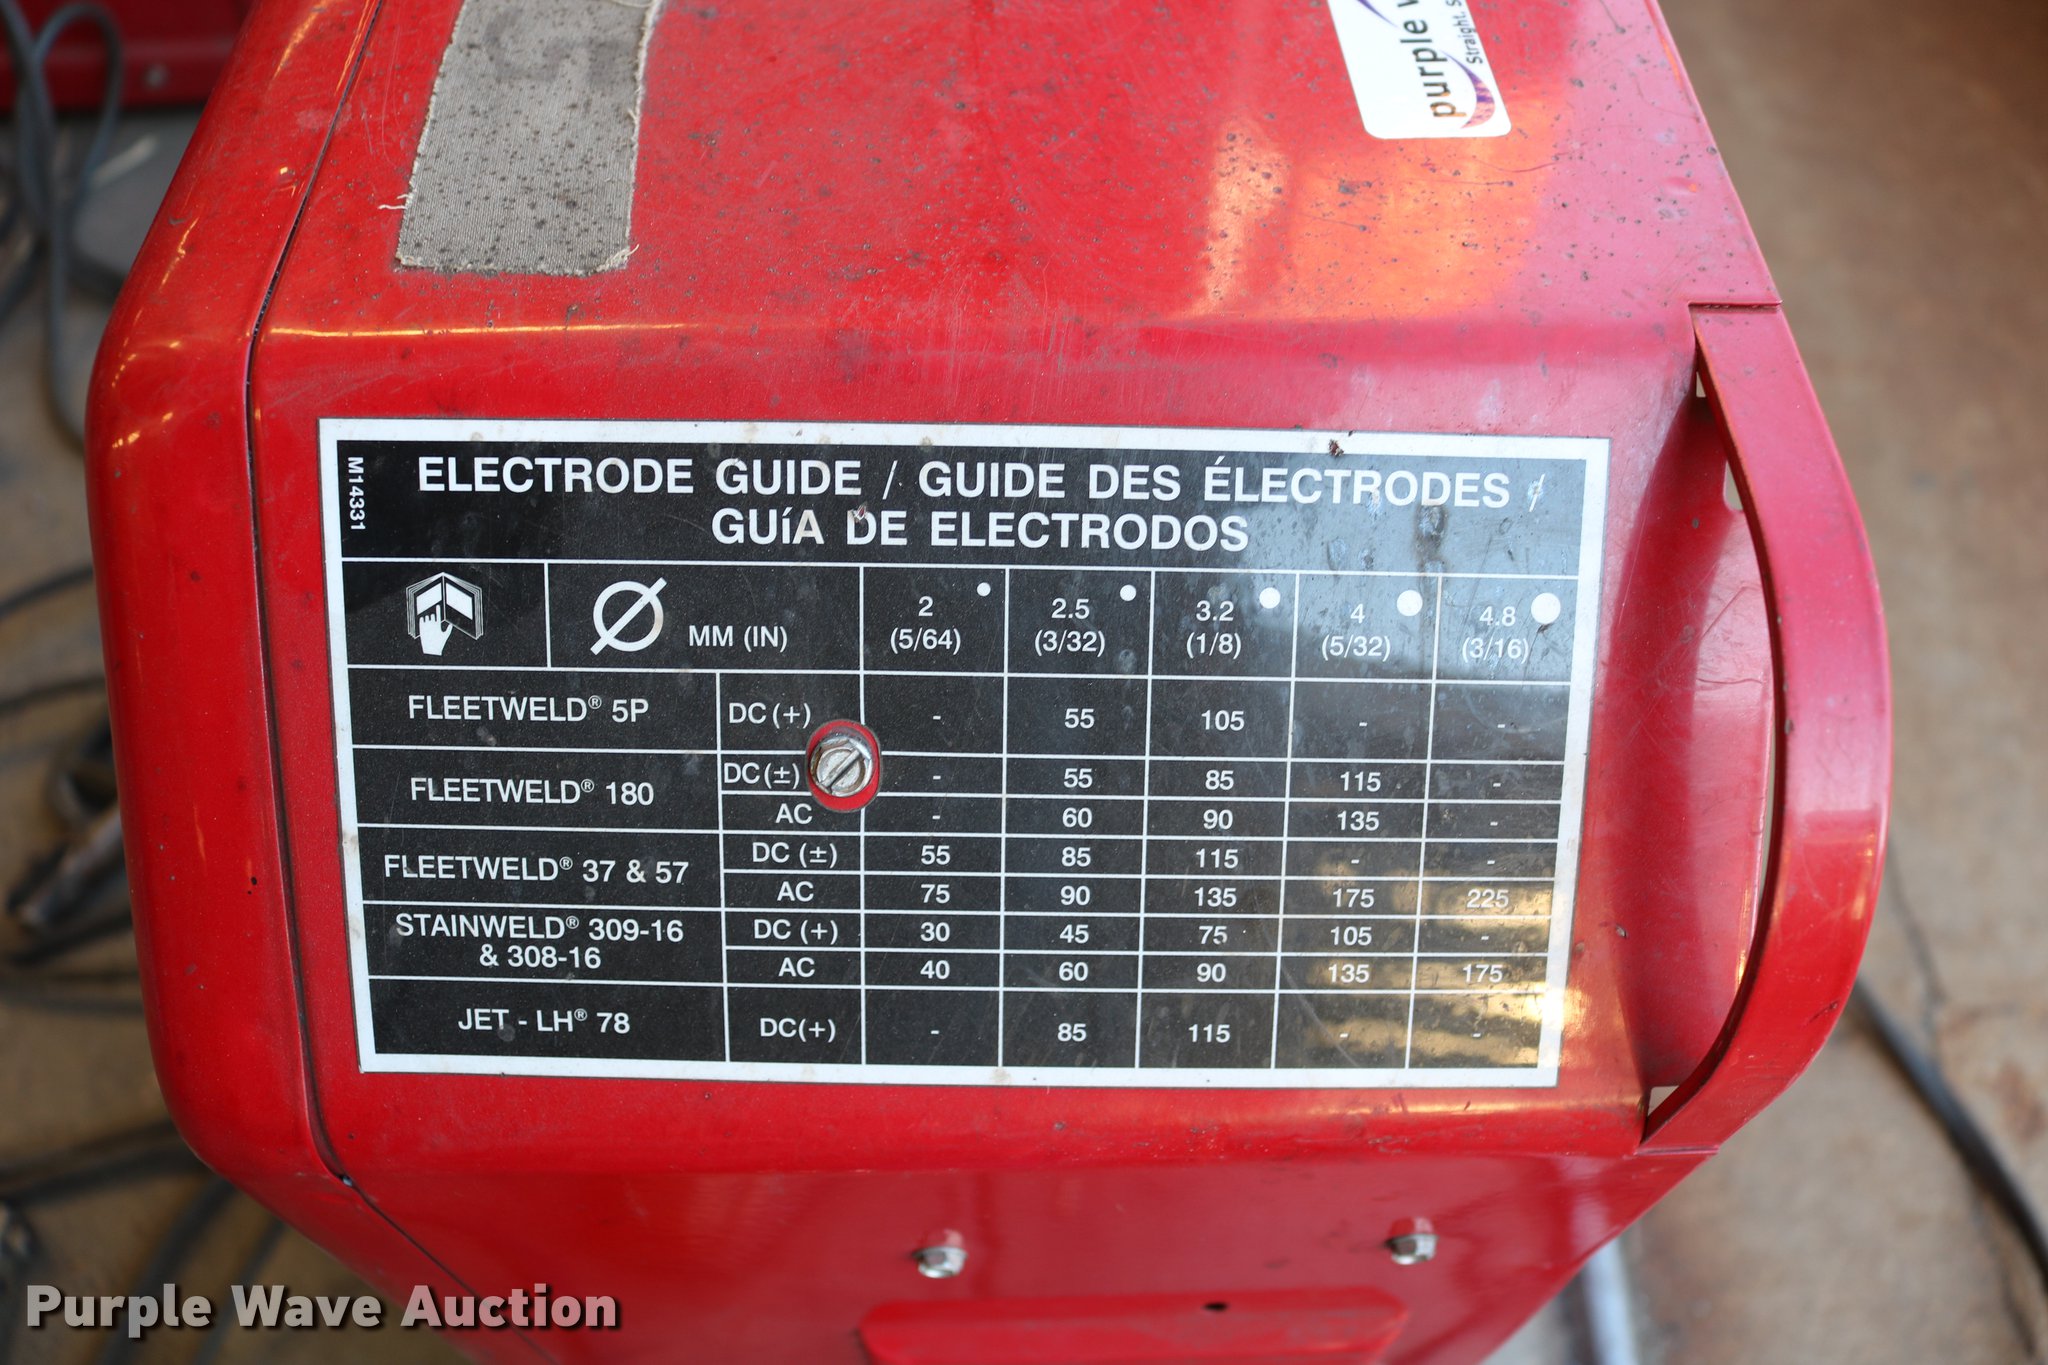 purple
Straight. S
M14331
ELECTRODE GUIDE / GUIDE DES ÉLECTRODES /
GUíA DE ELECTRODOS
MM (IN) 2 (5/64) 2.5 (3/32) 3.2 (1/8) 4 (5/32) 4.8 (3/16)
FLEETWELD® 5P DC (+) - 55 105 - -
FLEETWELD® 180 DC (±) - 55 85 115 -
AC - 60 90 135 -
FLEETWELD® 37 & 57 DC (±) 55 85 115 - -
AC 75 90 135 175 225
STAINWELD® 309-16
& 308-16 DC (+) 30 45 75 105 -
AC 40 60 90 135 175
JET - LH® 78 DC(+) - 85 115 - -
Purple Wave Auction